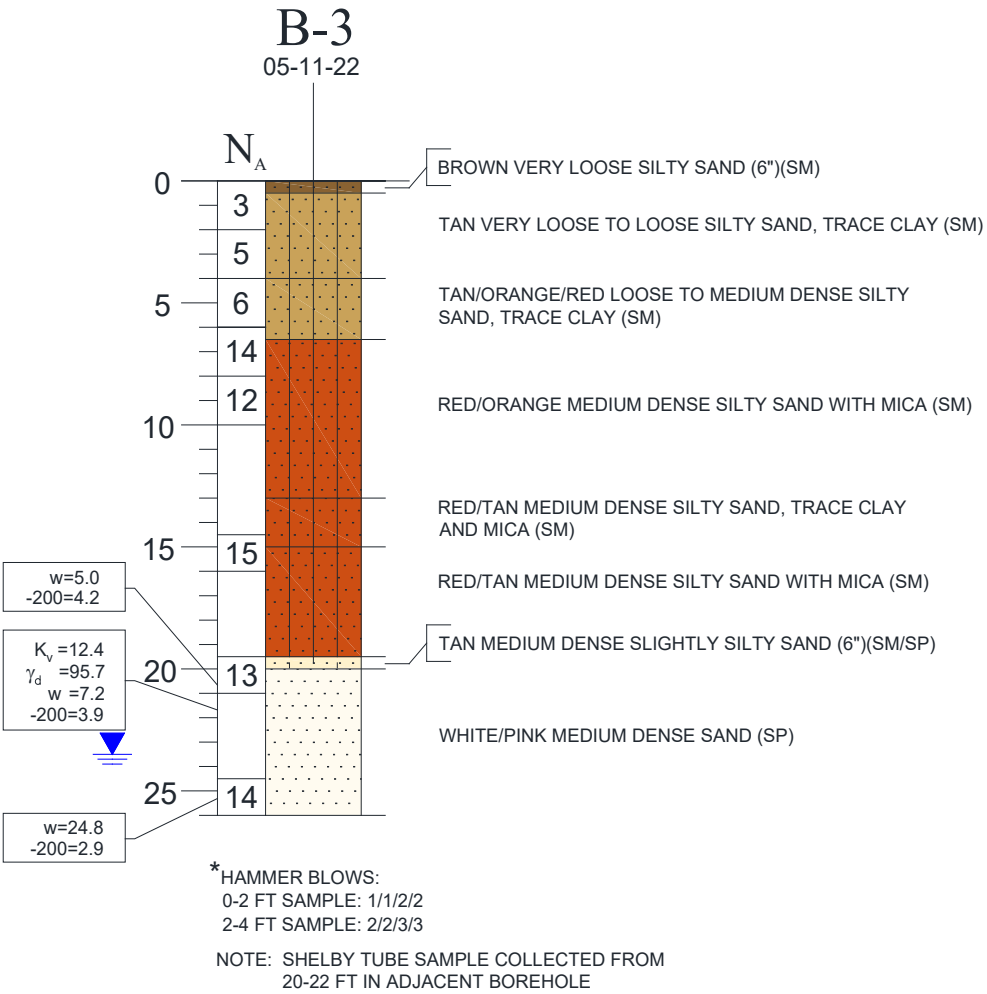 B-3
05-11-22
N_A
0
BROWN VERY LOOSE SILTY SAND (6")(SM)
3
TAN VERY LOOSE TO LOOSE SILTY SAND, TRACE CLAY (SM)
5
5
6
TAN/ORANGE/RED LOOSE TO MEDIUM DENSE SILTY
SAND, TRACE CLAY (SM)
14
12
RED/ORANGE MEDIUM DENSE SILTY SAND WITH MICA (SM)
10
RED/TAN MEDIUM DENSE SILTY SAND, TRACE CLAY
AND MICA (SM)
15
15
RED/TAN MEDIUM DENSE SILTY SAND WITH MICA (SM)
w=5.0
-200=4.2
TAN MEDIUM DENSE SLIGHTLY SILTY SAND (6")(SM/SP)
K_v =12.4
γ_d =95.7
w =7.2
-200=3.9
20
13
WHITE/PINK MEDIUM DENSE SAND (SP)
25
14
w=24.8
-200=2.9
*HAMMER BLOWS:
0-2 FT SAMPLE: 1/1/2/2
2-4 FT SAMPLE: 2/2/3/3
NOTE: SHELBY TUBE SAMPLE COLLECTED FROM
20-22 FT IN ADJACENT BOREHOLE